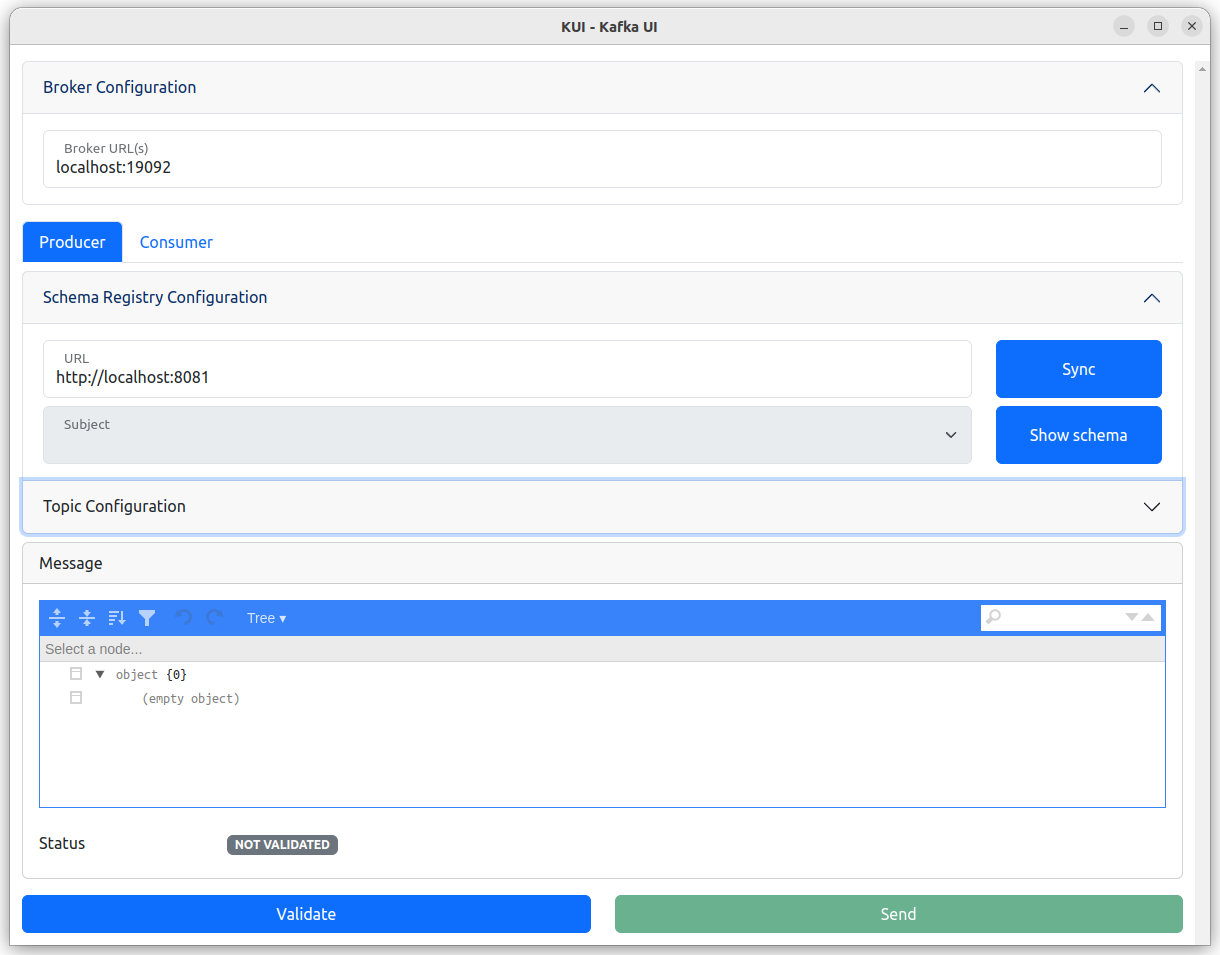 KUI - Kafka UI
Broker Configuration
Broker URL(s)
localhost:19092
Producer
Consumer
Schema Registry Configuration
URL
http://localhost:8081
Sync
Subject
Show schema
Topic Configuration
Message
Tree ▾
Select a node...
object {0}
(empty object)
Status
NOT VALIDATED
Validate
Send